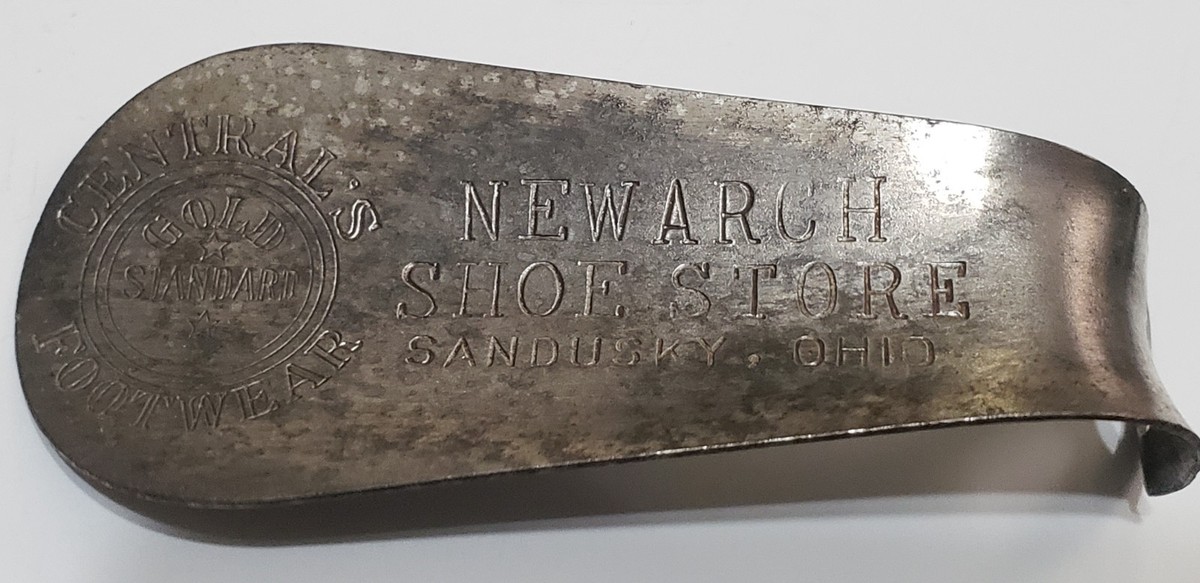 CENTRAL'S
GOLD
STANDARD
FOOTWEAR
NEWARCH
SHOE STORE
SANDUSKY, OHIO